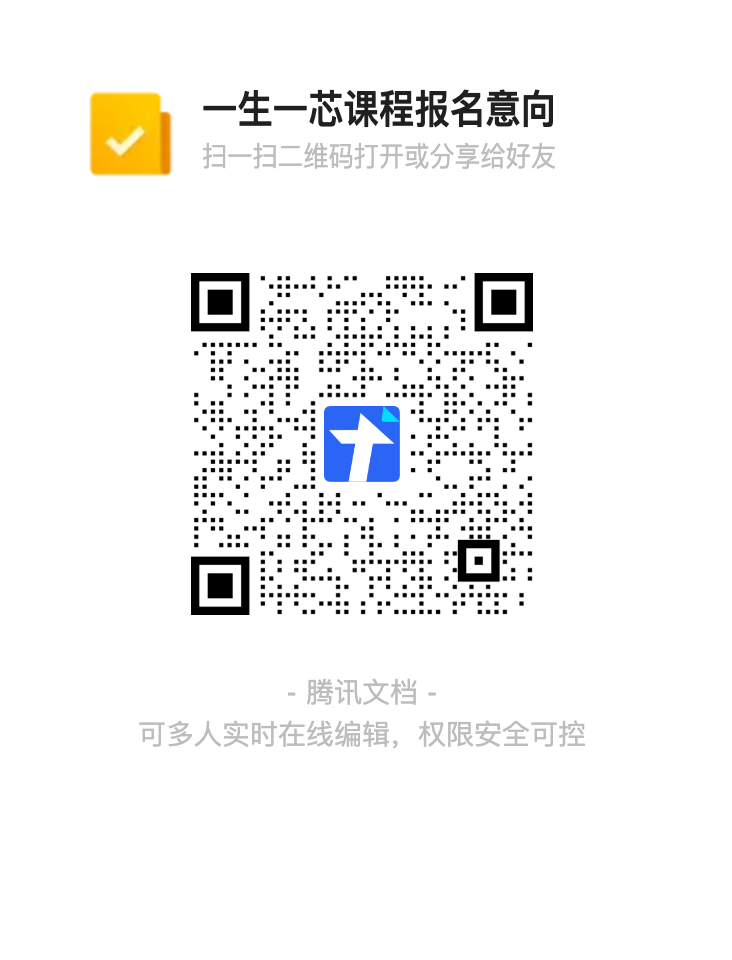 一生一芯课程报名意向
扫一扫二维码打开或分享给好友
- 腾讯文档 -
可多人实时在线编辑，权限安全可控